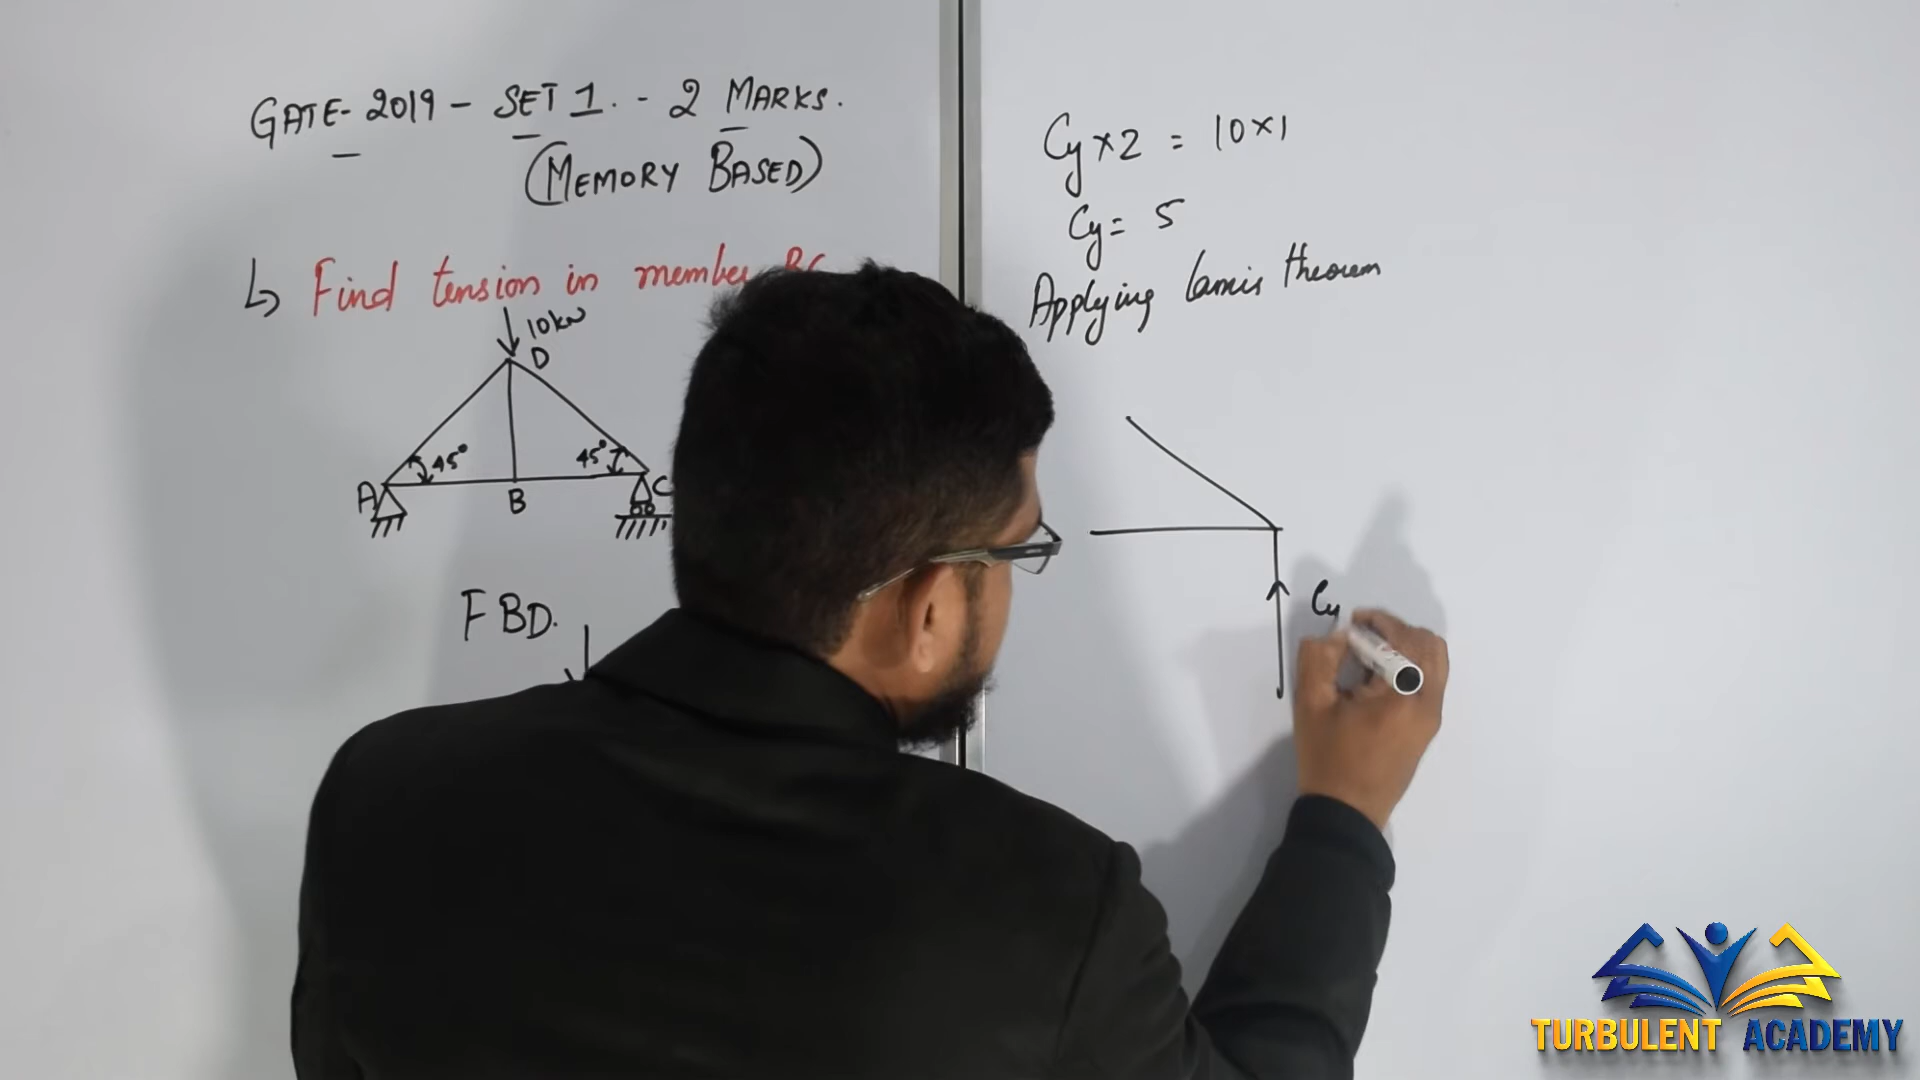 GATE- 2019 - SET 1. - 2 MARKS.
(MEMORY BASED)
↳ Find tension in member
10kN
D
45°
45°
A
B
C
FBD.
Cy×2 = 10×1
Cy= 5
Applying lamis theorem
Cy
TURBULENT ACADEMY